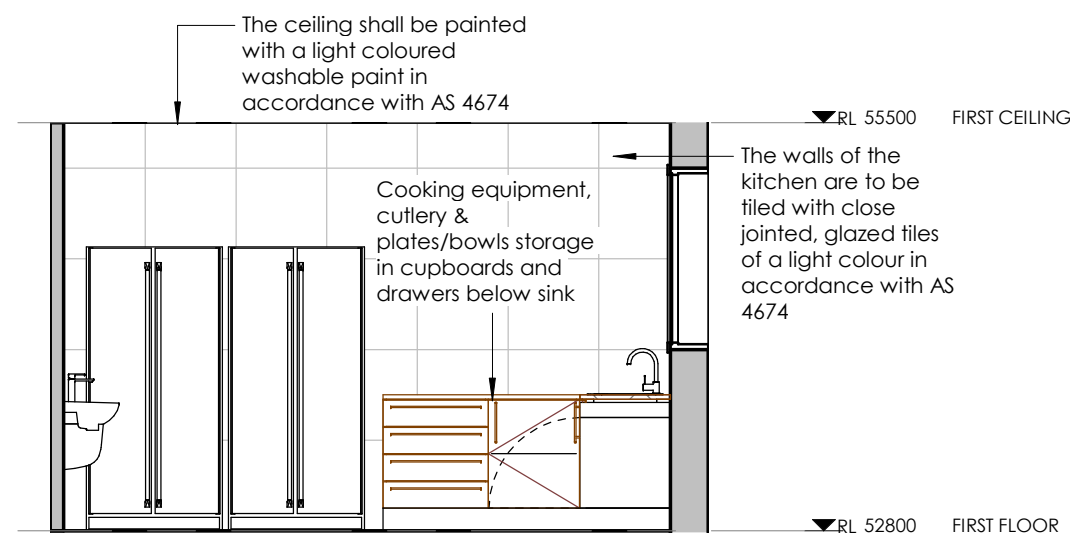 The ceiling shall be painted
with a light coloured
washable paint in
accordance with AS 4674
RL 55500 FIRST CEILING
The walls of the
kitchen are to be
tiled with close
jointed, glazed tiles
of a light colour in
accordance with AS
4674
Cooking equipment,
cutlery &
plates/bowls storage
in cupboards and
drawers below sink
RL 52800 FIRST FLOOR